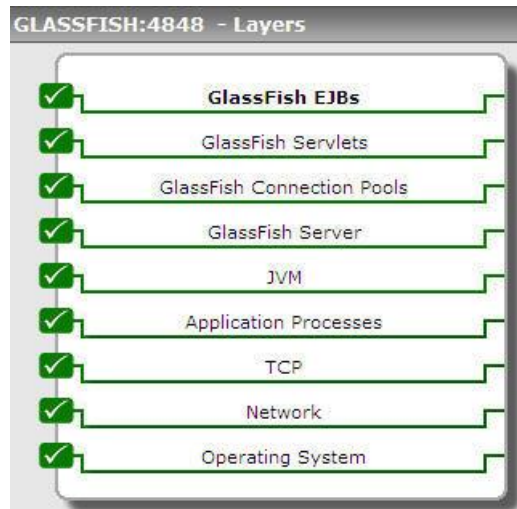 GLASSFISH:4848 - Layers
GlassFish EJBs
GlassFish Servlets
GlassFish Connection Pools
GlassFish Server
JVM
Application Processes
TCP
Network
Operating System